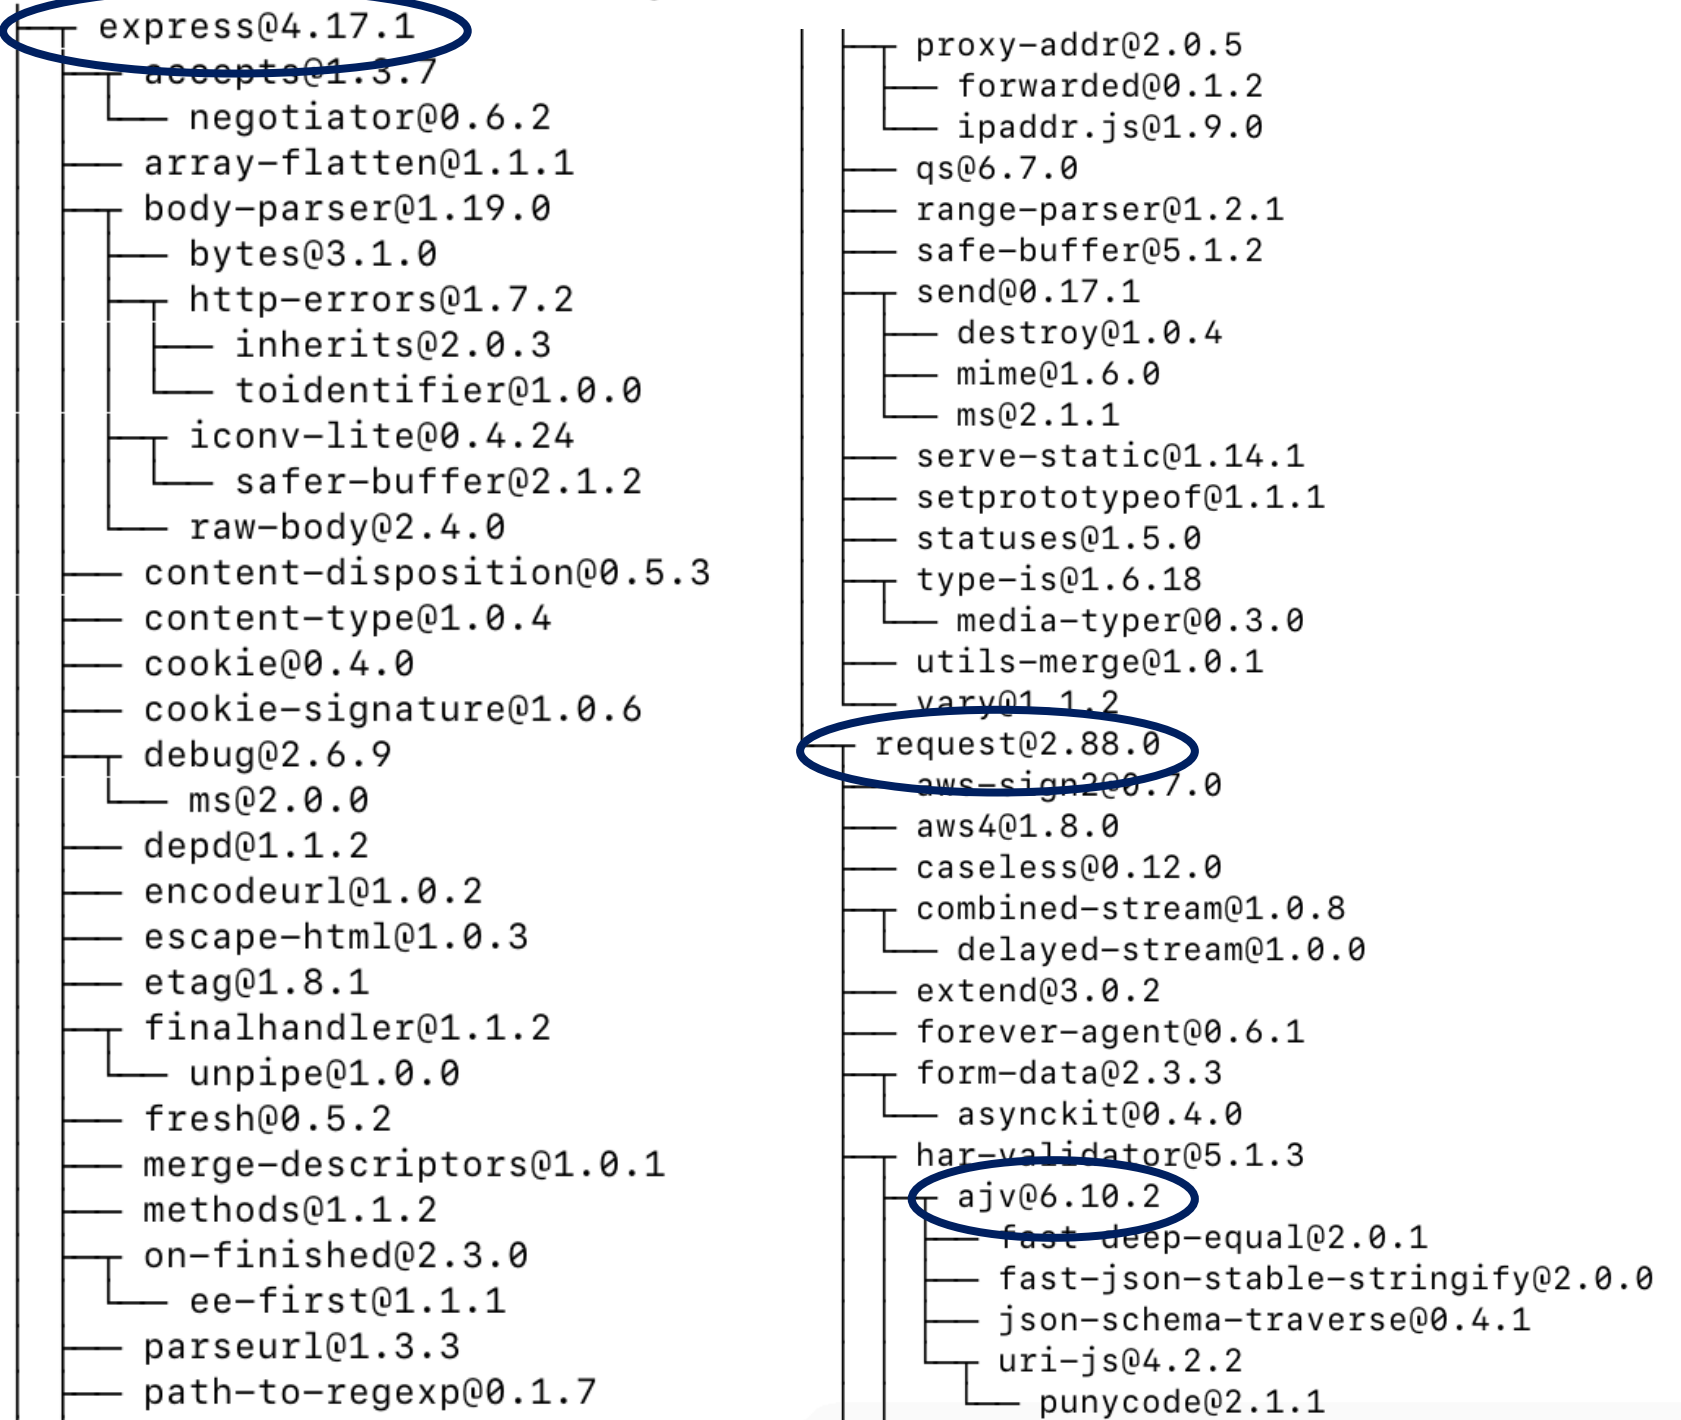 express@4.17.1
accepts@1.3.7
negotiator@0.6.2
array-flatten@1.1.1
body-parser@1.19.0
bytes@3.1.0
http-errors@1.7.2
inherits@2.0.3
toidentifier@1.0.0
iconv-lite@0.4.24
safer-buffer@2.1.2
raw-body@2.4.0
content-disposition@0.5.3
content-type@1.0.4
cookie@0.4.0
cookie-signature@1.0.6
debug@2.6.9
ms@2.0.0
depd@1.1.2
encodeurl@1.0.2
escape-html@1.0.3
etag@1.8.1
finalhandler@1.1.2
unpipe@1.0.0
fresh@0.5.2
merge-descriptors@1.0.1
methods@1.1.2
on-finished@2.3.0
ee-first@1.1.1
parseurl@1.3.3
path-to-regexp@0.1.7
proxy-addr@2.0.5
forwarded@0.1.2
ipaddr.js@1.9.0
qs@6.7.0
range-parser@1.2.1
safe-buffer@5.1.2
send@0.17.1
destroy@1.0.4
mime@1.6.0
ms@2.1.1
serve-static@1.14.1
setprototypeof@1.1.1
statuses@1.5.0
type-is@1.6.18
media-typer@0.3.0
utils-merge@1.0.1
vary@1.1.2
request@2.88.0
aws-sign2@0.7.0
aws4@1.8.0
caseless@0.12.0
combined-stream@1.0.8
delayed-stream@1.0.0
extend@3.0.2
forever-agent@0.6.1
form-data@2.3.3
asynckit@0.4.0
har-validator@5.1.3
ajv@6.10.2
fast-deep-equal@2.0.1
fast-json-stable-stringify@2.0.0
json-schema-traverse@0.4.1
uri-js@4.2.2
punycode@2.1.1